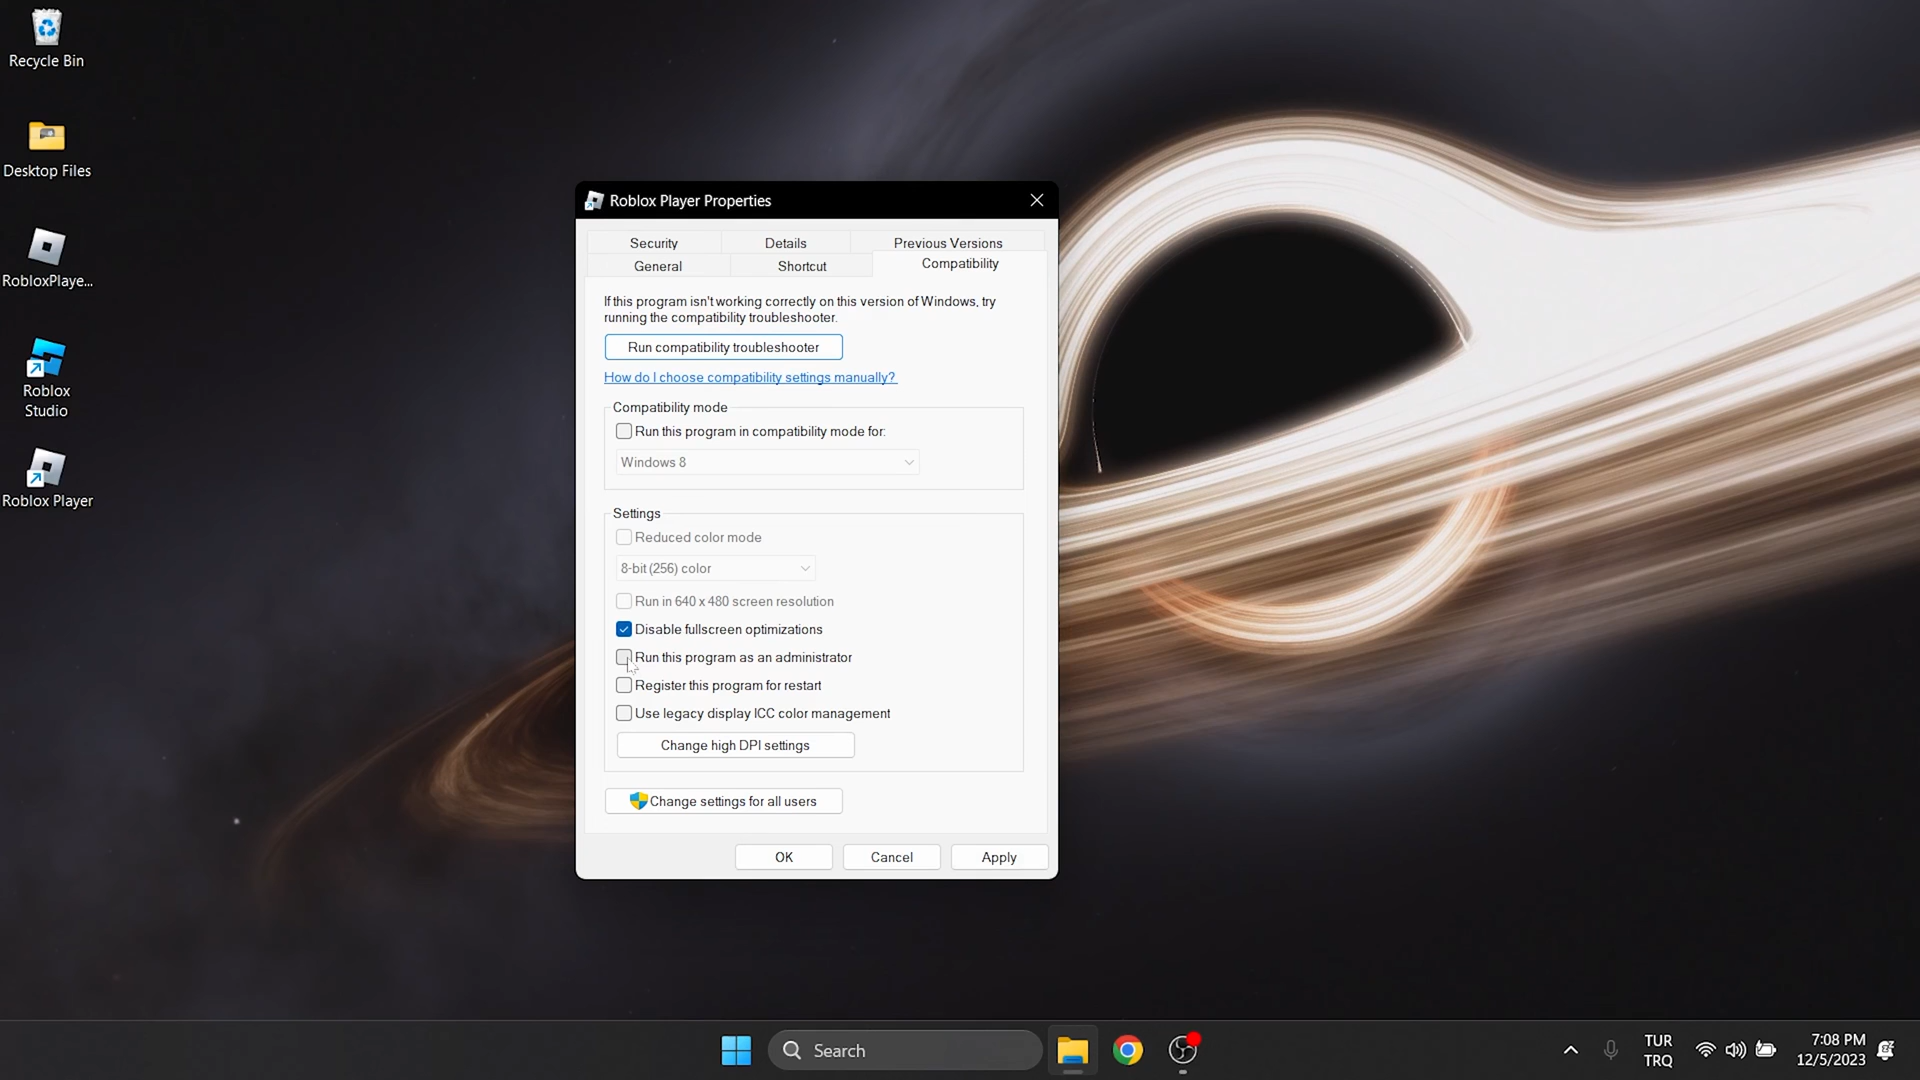 Recycle Bin
Desktop Files
RobloxPlaye...
Roblox
Studio
Roblox Player
Roblox Player Properties
Security
Details
Previous Versions
General
Shortcut
Compatibility
If this program isn't working correctly on this version of Windows, try
running the compatibility troubleshooter.
Run compatibility troubleshooter
How do I choose compatibility settings manually?
Compatibility mode
Run this program in compatibility mode for:
Windows 8
Settings
Reduced color mode
8-bit (256) color
Run in 640 x 480 screen resolution
Disable fullscreen optimizations
Run this program as an administrator
Register this program for restart
Use legacy display ICC color management
Change high DPI settings
Change settings for all users
OK
Cancel
Apply
Search
TUR
TRQ
7:08 PM
12/5/2023